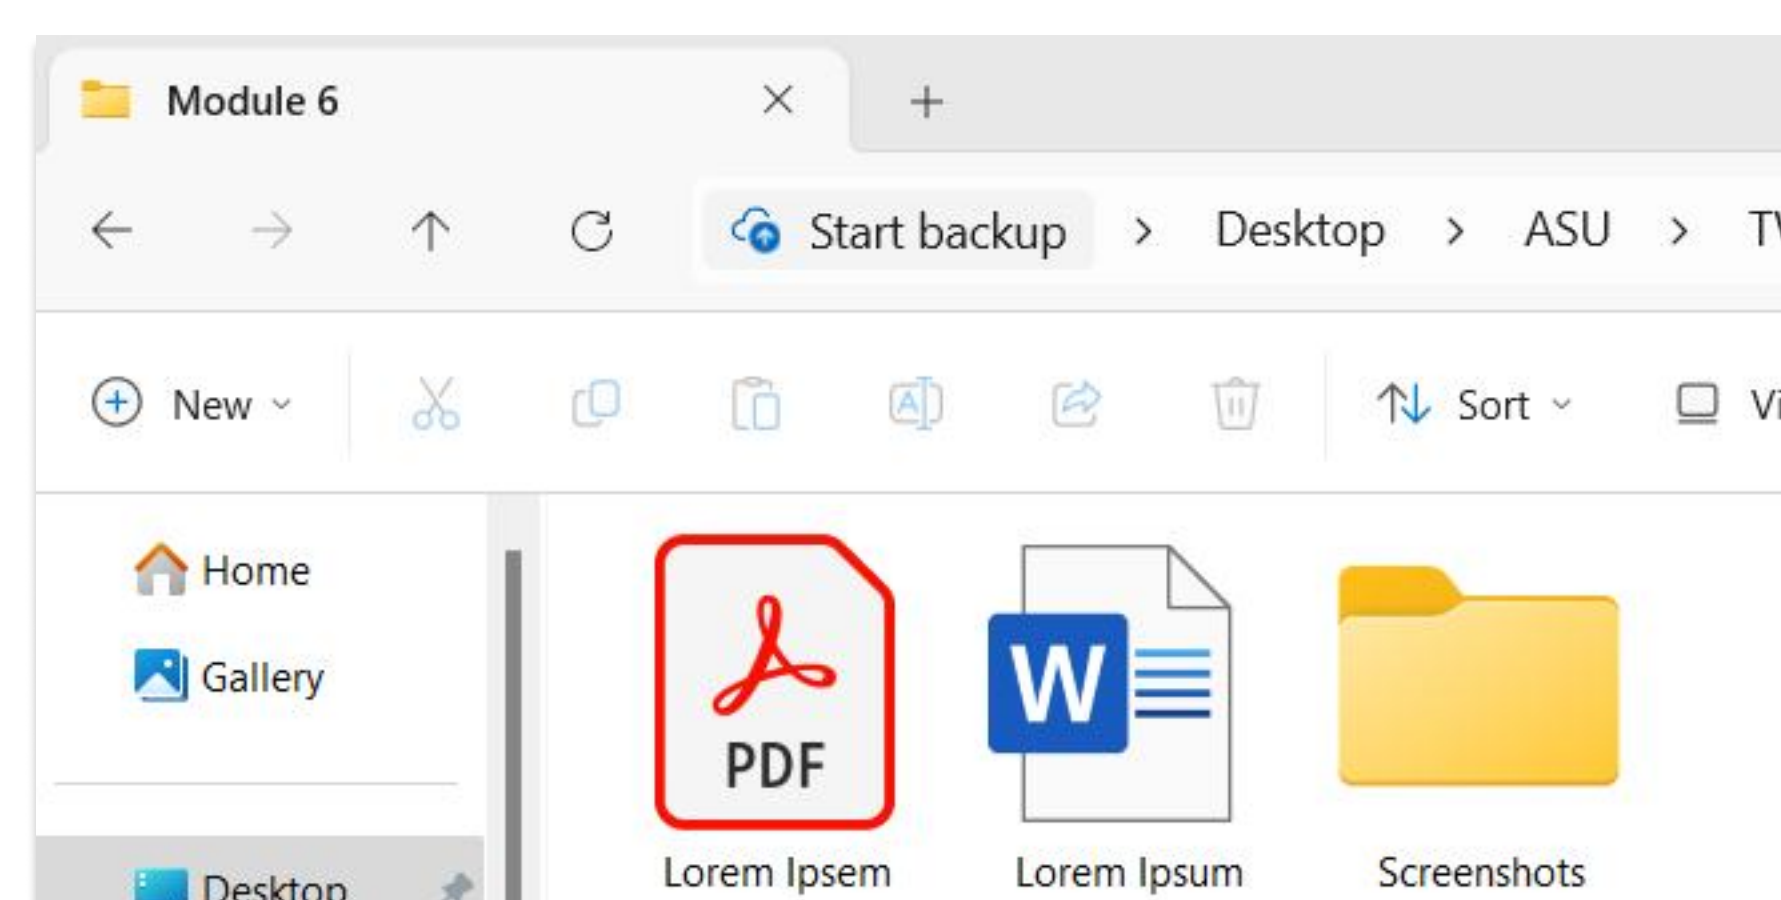 Module 6
Start backup > Desktop > ASU >
New Sort
Home
Gallery
Desktop
PDF W
Lorem Ipsem Lorem Ipsum Screenshots